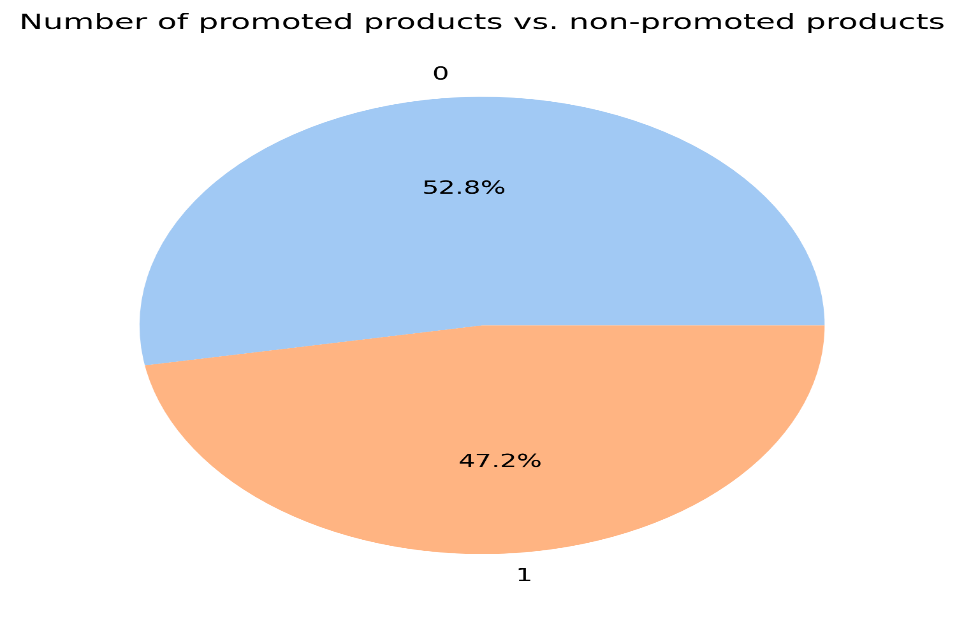 Number of promoted products vs. non-promoted products
0
52.8%
47.2%
1